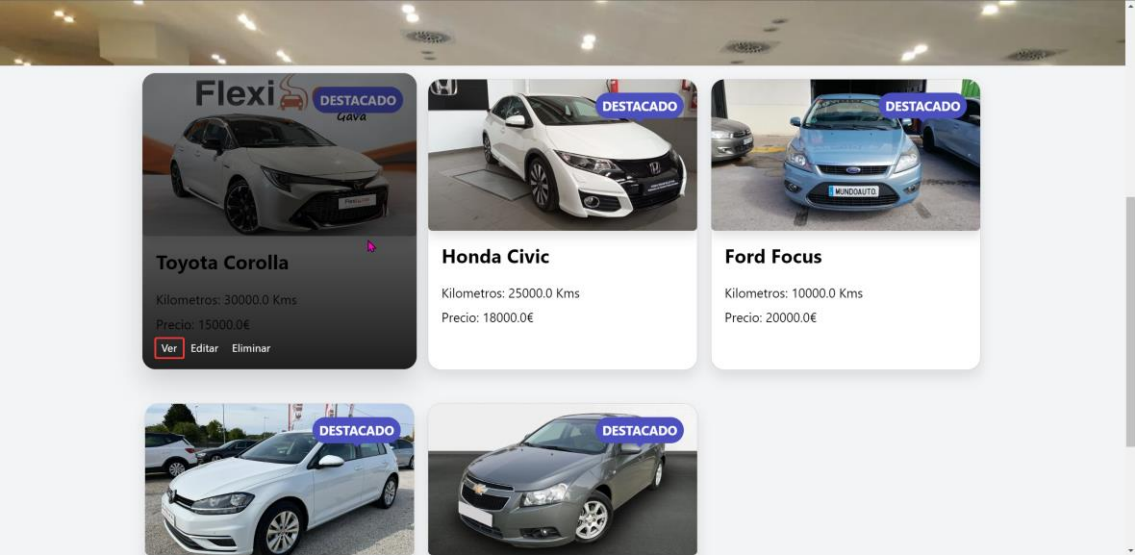 Flexi
DESTACADO
Gava
Toyota Corolla
Kilometros: 30000.0 Kms
Precio: 15000.0€
Ver Editar Eliminar
DESTACADO
Honda Civic
Kilometros: 25000.0 Kms
Precio: 18000.0€
DESTACADO
MUNDOAUTO
Ford Focus
Kilometros: 10000.0 Kms
Precio: 20000.0€
DESTACADO
DESTACADO